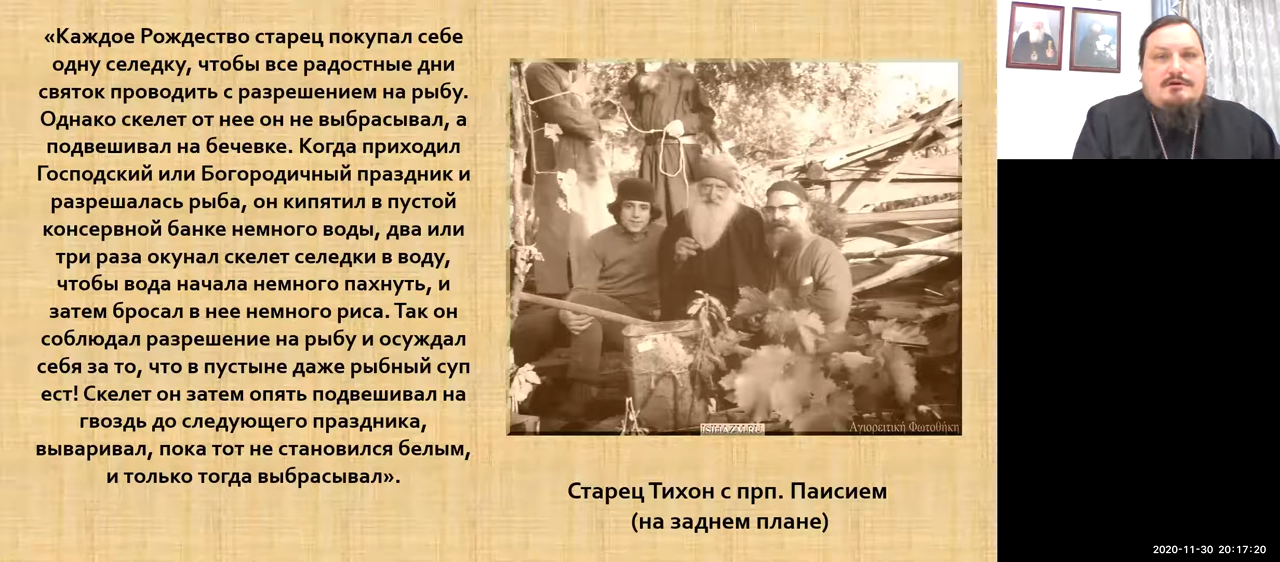 «Каждое Рождество старец покупал себе
одну селедку, чтобы все радостные дни
святок проводить с разрешением на рыбу.
Однако скелет от нее он не выбрасывал, а
подвешивал на бечевке. Когда приходил
Господский или Богородичный праздник и
разрешалась рыба, он кипятил в пустой
консервной банке немного воды, два или
три раза окунал скелет селедки в воду,
чтобы вода начала немного пахнуть, и
затем бросал в нее немного риса. Так он
соблюдал разрешение на рыбу и осуждал
себя за то, что в пустыне даже рыбный суп
ест! Скелет он затем опять подвешивал на
гвоздь до следующего праздника,
вываривал, пока тот не становился белым,
и только тогда выбрасывал».
ISIHAZM.RU
Αγιορειτική Φωτοθήκη
Старец Тихон с прп. Паисием
(на заднем плане)
2020-11-30 20:17:20